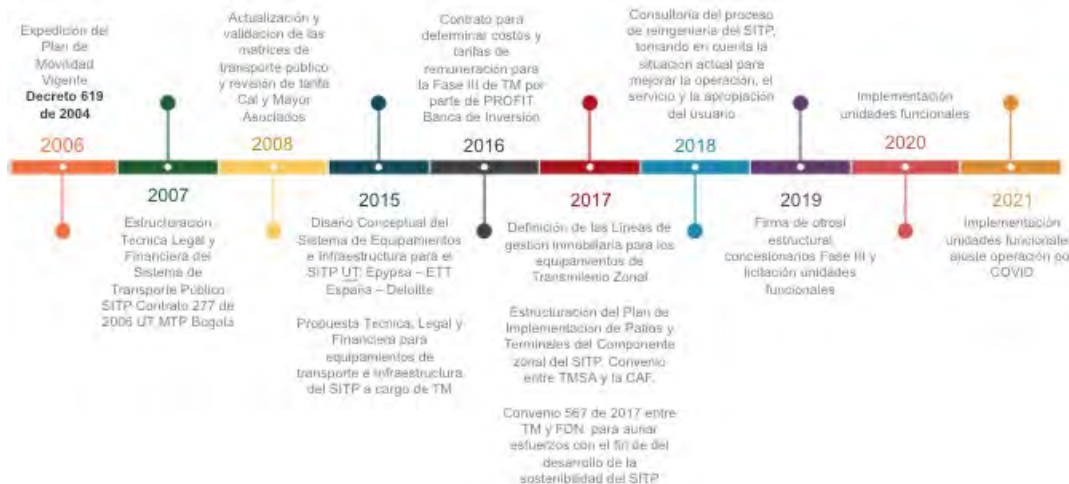 Expedición del
Plan de
Movilidad
Vigente
Decreto 619
de 2004
2006
2007
Estructuración
Técnica Legal y
Financiera del
Sistema de
Transporte Público
SITP Contrato 277 de
2006 UT MTP Bogotá
Actualización y
validación de las
matrices de
transporte público
y revisión de tarifa
Cal y Mayor
Asociados
2008
2015
Diseño Conceptual del
Sistema de Equipamientos
e Infraestructura para el
SITP UT: Epypsa – ETT
España – Deloitte
Propuesta Técnica, Legal y
Financiera para
equipamientos de
transporte e Infraestructura
del SITP a cargo de TM
Contrato para
determinar costos y
tarifas de
remuneración para
la Fase III de TM por
parte de PROFIT
Banca de Inversión
2016
2017
Definición de las Líneas de
gestión inmobiliaria para los
equipamientos de
Transmilenio Zonal
Estructuración del Plan de
Implementación de Patios y
Terminales del Componente
zonal del SITP. Convenio
entre TMSA y la CAF.
Convenio 567 de 2017 entre
TM y FDN para aunar
esfuerzos con el fin de del
desarrollo de la
sostenibilidad del SITP
Consultoría del proceso
de reingeniería del SITP,
tomando en cuenta la
situación actual para
mejorar la operación, el
servicio y la apropiación
del usuario
2018
2019
Firma de otrosí
estructural
concesionarios Fase III y
licitación unidades
funcionales
Implementación
unidades funcionales
2020
2021
Implementación
unidades funcionales
ajuste operación po
COVID